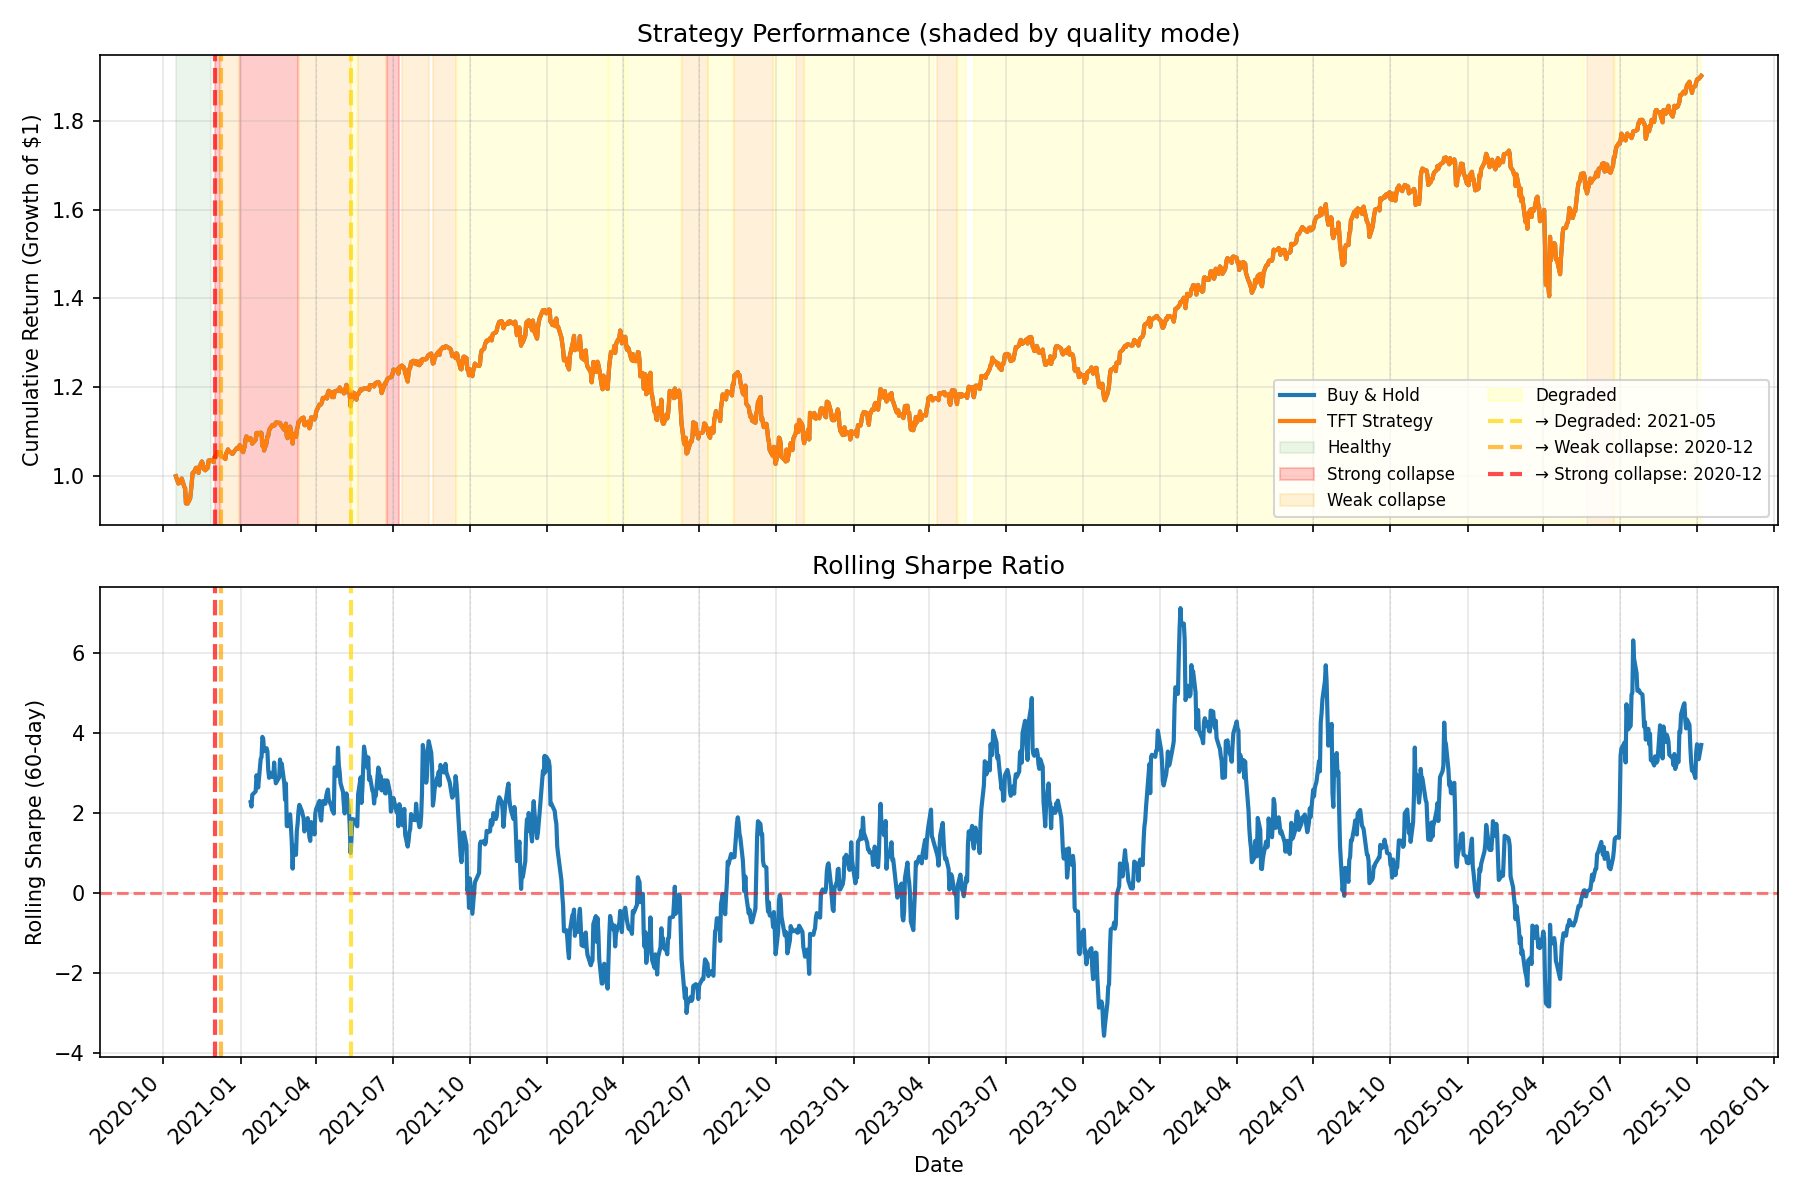 Strategy Performance (shaded by quality mode)
Cumulative Return (Growth of $1)
1.8
1.6
1.4
1.2
1.0
Buy & Hold
TFT Strategy
Healthy
Strong collapse
Weak collapse
Degraded
→ Degraded: 2021-05
→ Weak collapse: 2020-12
→ Strong collapse: 2020-12
Rolling Sharpe Ratio
Rolling Sharpe (60-day)
6
4
2
0
−2
−4
2020-10
2021-01
2021-04
2021-07
2021-10
2022-01
2022-04
2022-07
2022-10
2023-01
2023-04
2023-07
2023-10
2024-01
2024-04
2024-07
2024-10
2025-01
2025-04
2025-07
2025-10
2026-01
Date